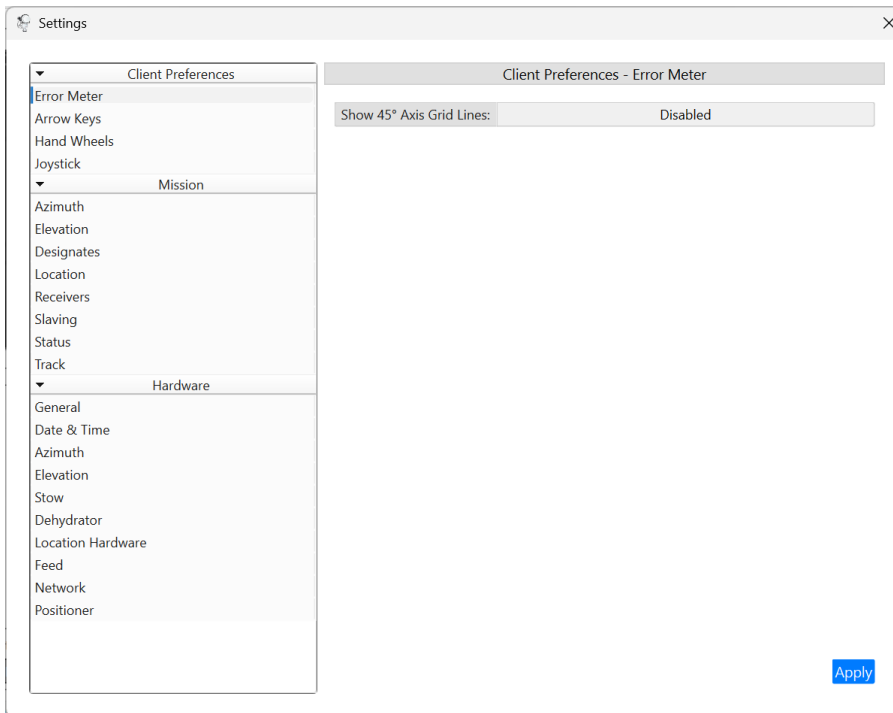 Settings
Client Preferences
Error Meter
Arrow Keys
Hand Wheels
Joystick
Mission
Azimuth
Elevation
Designates
Location
Receivers
Slaving
Status
Track
Hardware
General
Date & Time
Azimuth
Elevation
Stow
Dehydrator
Location Hardware
Feed
Network
Positioner
Client Preferences - Error Meter
Show 45° Axis Grid Lines: Disabled
Apply